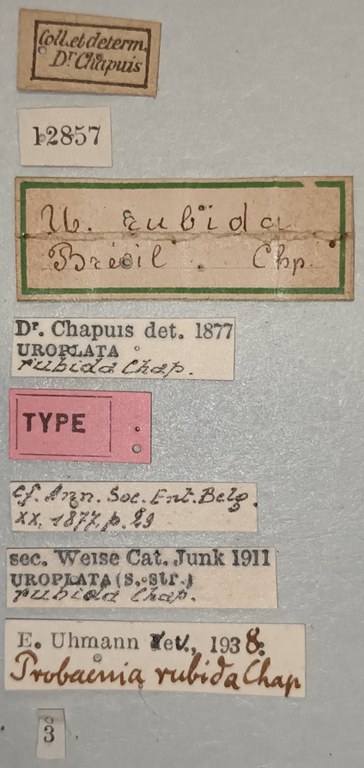 Coll. et determ.
Dr Chapuis
12857
U. rubida
Brésil. Chp.
Dr. Chapuis det. 1877
UROPLATA
rubida Chap.
TYPE
cf. Ann. Soc. Ent. Belg.
XX. 1877. p. 29
sec. Weise Cat. Junk 1911
UROPLATA (s. str.)
rubida Chap.
E. Uhmann rev., 1938.
Probaenia rubida Chap
3